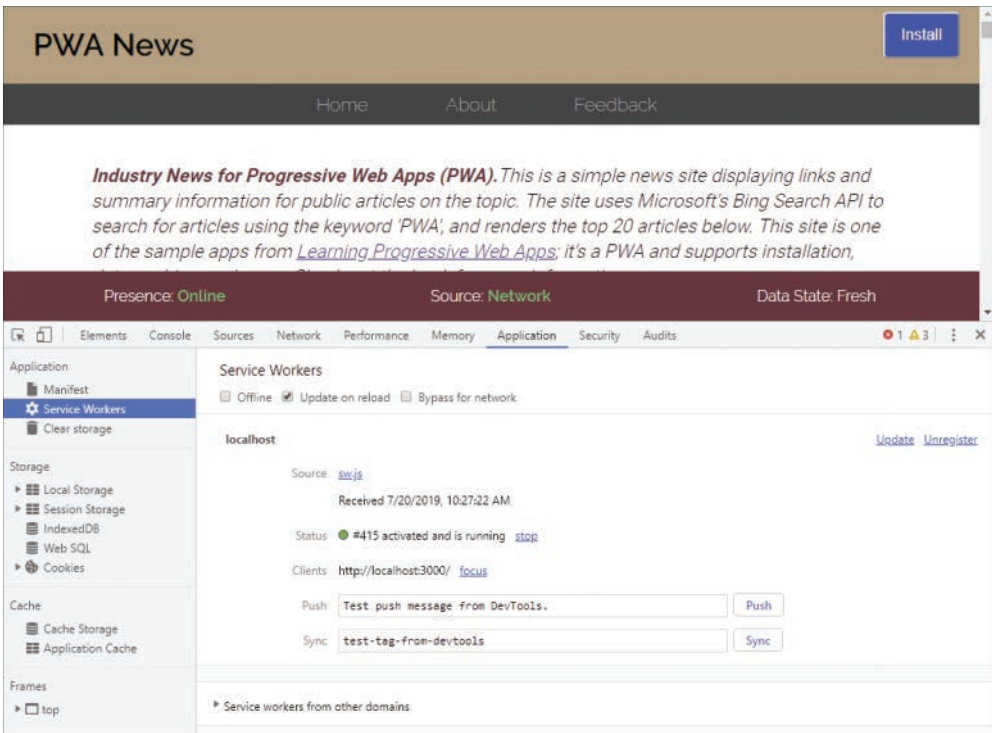 PWA News
Install
Home About Feedback
Industry News for Progressive Web Apps (PWA). This is a simple news site displaying links and
summary information for public articles on the topic. The site uses Microsoft's Bing Search API to
search for articles using the keyword 'PWA', and renders the top 20 articles below. This site is one
of the sample apps from Learning Progressive Web Apps; it's a PWA and supports installation,
Presence: Online Source: Network Data State: Fresh
Elements Console Sources Network Performance Memory Application Security Audits 1 3
Application
Manifest
Service Workers
Clear storage
Storage
Local Storage
Session Storage
IndexedDB
Web SQL
Cookies
Cache
Cache Storage
Application Cache
Frames
top
Service Workers
Offline Update on reload Bypass for network
localhost Update Unregister
Source sw.js
Received 7/20/2019, 10:27:22 AM
Status #415 activated and is running stop
Clients http://localhost:3000/ focus
Push Test push message from DevTools. Push
Sync test-tag-from-devtools Sync
Service workers from other domains